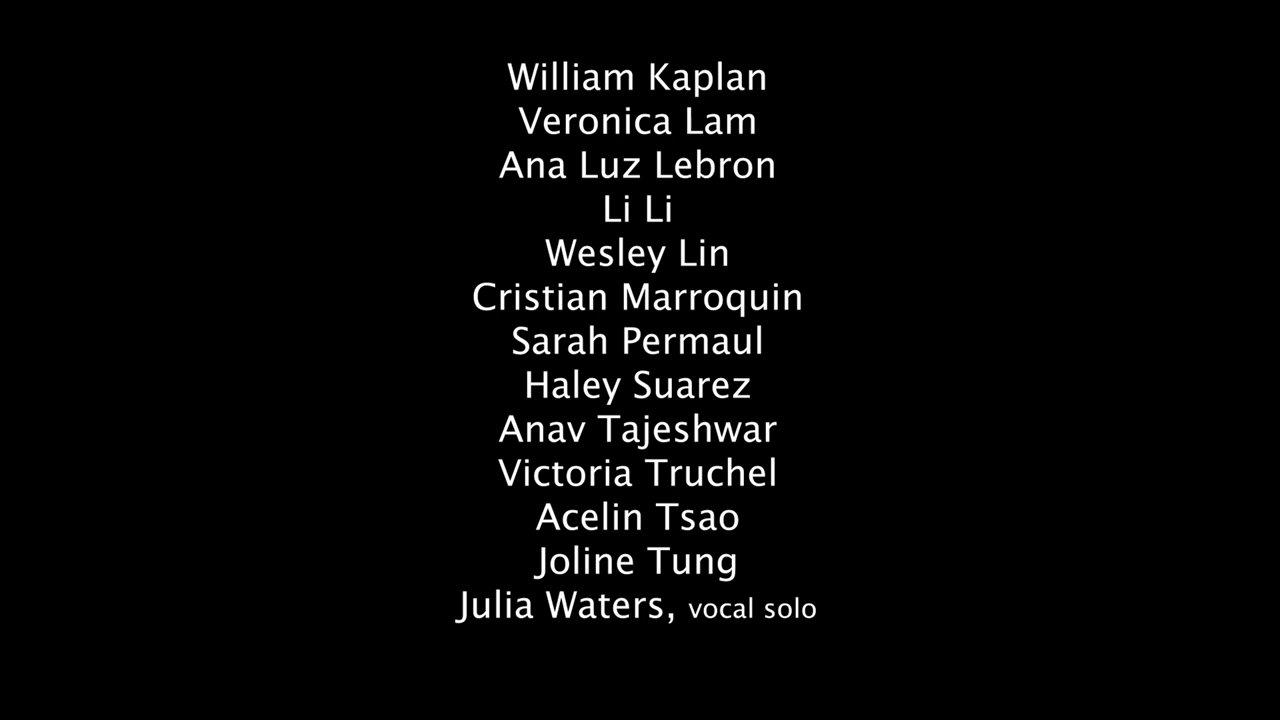 William Kaplan
Veronica Lam
Ana Luz Lebron
Li Li
Wesley Lin
Cristian Marroquin
Sarah Permaul
Haley Suarez
Anav Tajeshwar
Victoria Truchel
Acelin Tsao
Joline Tung
Julia Waters, vocal solo